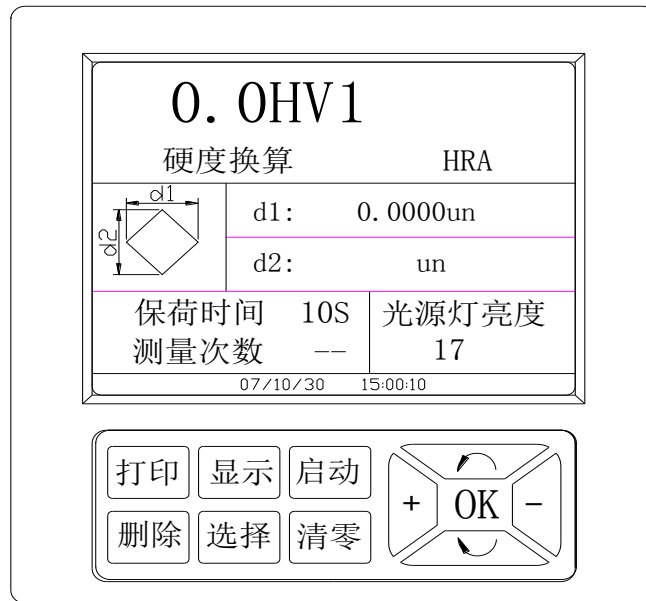 0.0HV1
硬度换算 HRA
d1
d2
d1: 0.0000un
d2: un
保荷时间 10S
测量次数 --
光源灯亮度
17
07/10/30 15:00:10
打印 显示 启动
+ OK -
删除 选择 清零